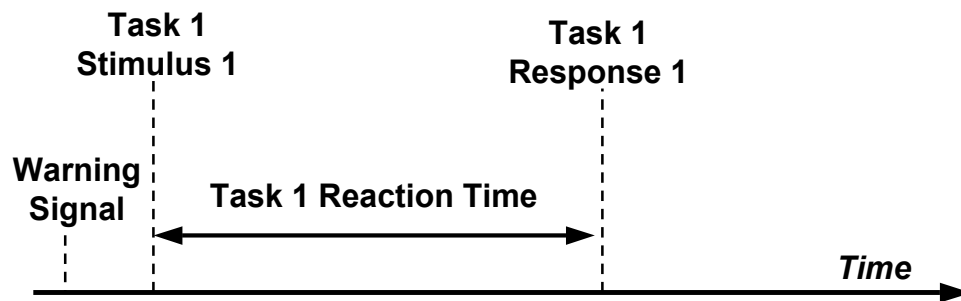 Task 1
Stimulus 1
Task 1
Response 1
Warning
Signal
Task 1 Reaction Time
Time